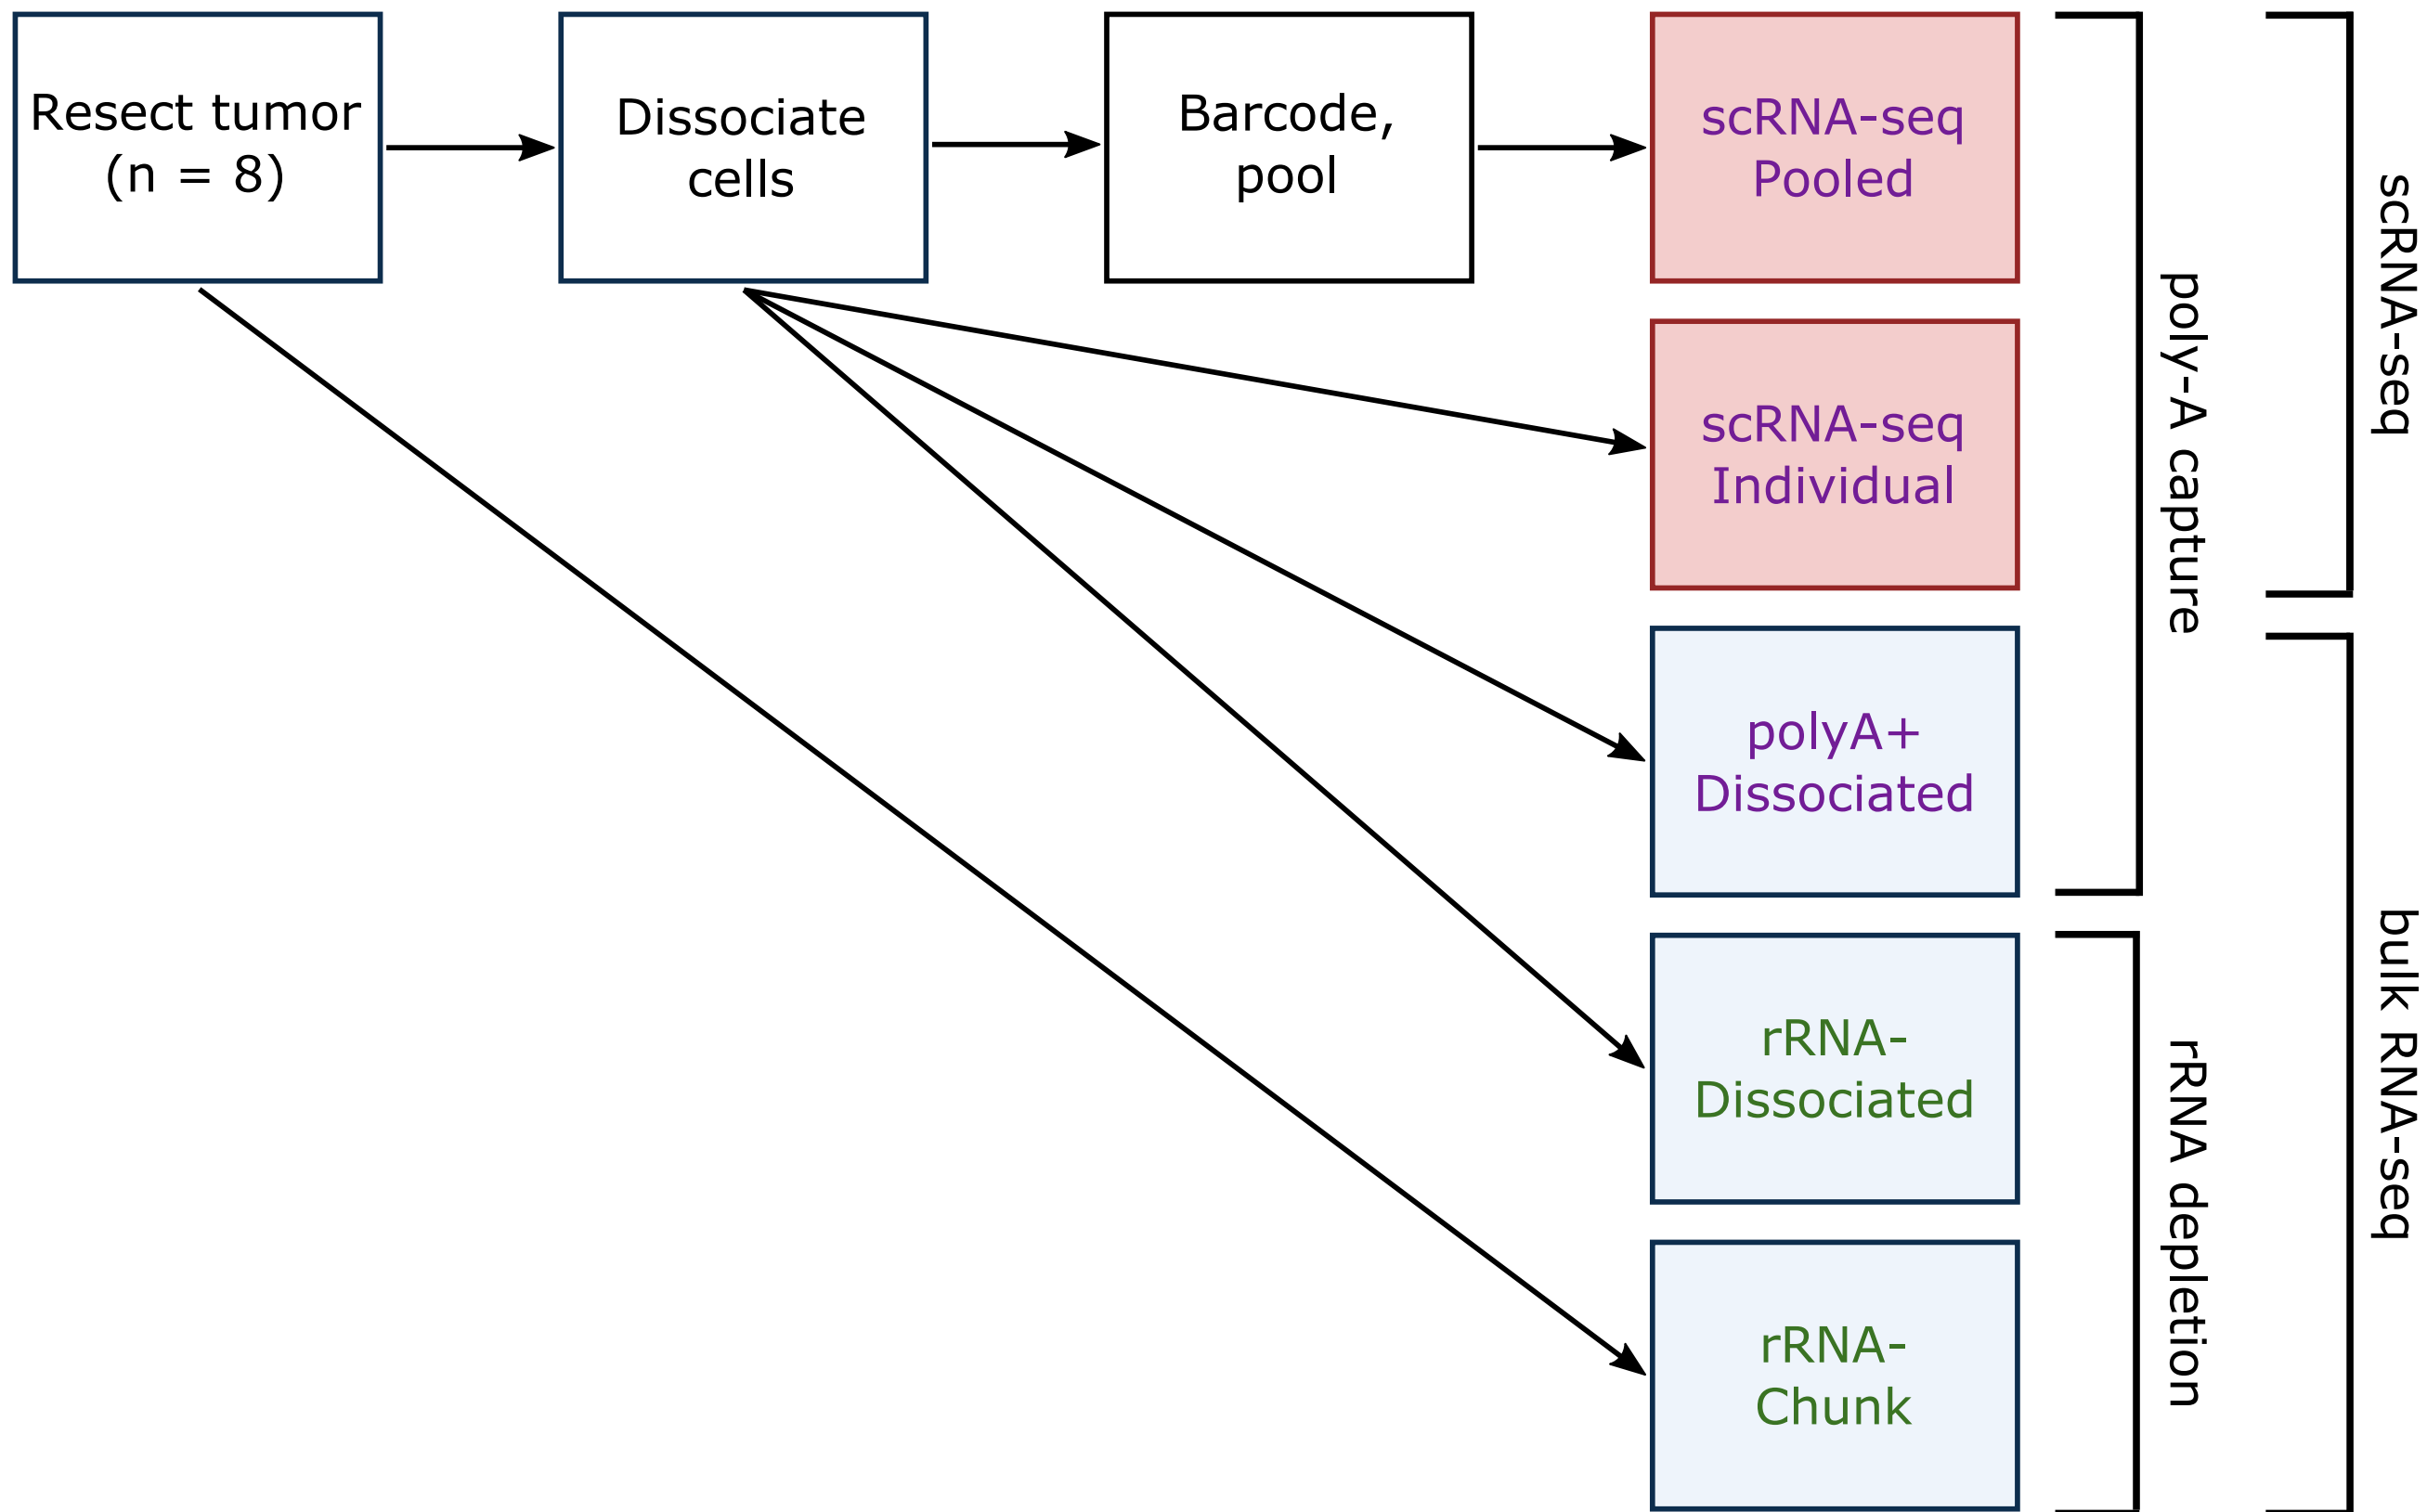 Resect tumor
(n = 8)
Dissociate
cells
Barcode,
pool
scRNA-seq
Pooled
scRNA-seq
Individual
polyA+
Dissociated
rRNA-
Dissociated
rRNA-
Chunk
poly-A capture
rRNA depletion
scRNA-seq
bulk RNA-seq